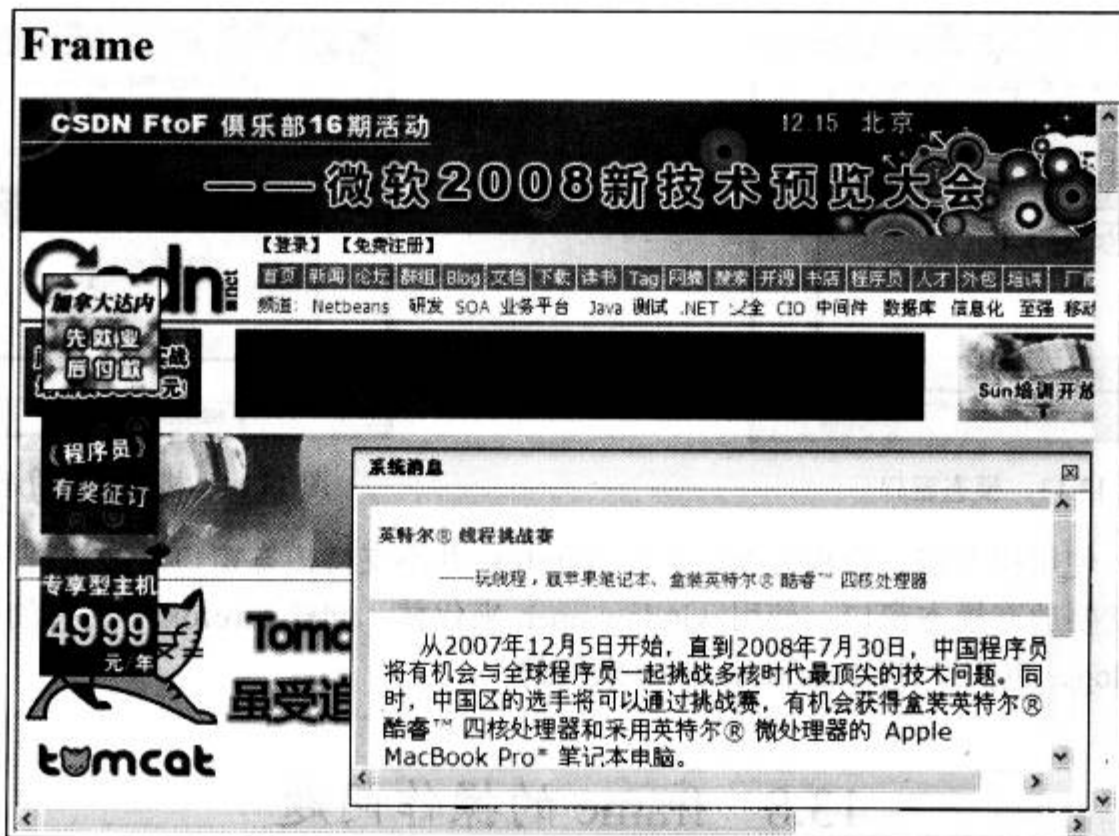 Frame
CSDN FtoF 俱乐部16期活动
12.15 北京
——微软2008新技术预览大会
【登录】 【免费注册】
csdn.net
首页 新闻 论坛 群组 Blog 文档 下载 读书 Tag 网摘 搜索 开源 书店 程序员 人才 外包 培训
频道: Netbeans 研发 SOA 业务平台 Java 测试 .NET 安全 CIO 中间件 数据库 信息化 至强 移动
加拿大达内
先就业
后付款
Sun培训开放
《程序员》
有奖征订
专享型主机
4999
元 年
Tomc
虽受追
tomcat
系统消息
英特尔® 线程挑战赛
——玩线程，赢苹果笔记本、盒装英特尔® 酷睿™ 四核处理器
从2007年12月5日开始，直到2008年7月30日，中国程序员
将有机会与全球程序员一起挑战多核时代最顶尖的技术问题。同
时，中国区的选手将可以通过挑战赛，有机会获得盒装英特尔®
酷睿™ 四核处理器和采用英特尔® 微处理器的 Apple
MacBook Pro* 笔记本电脑。